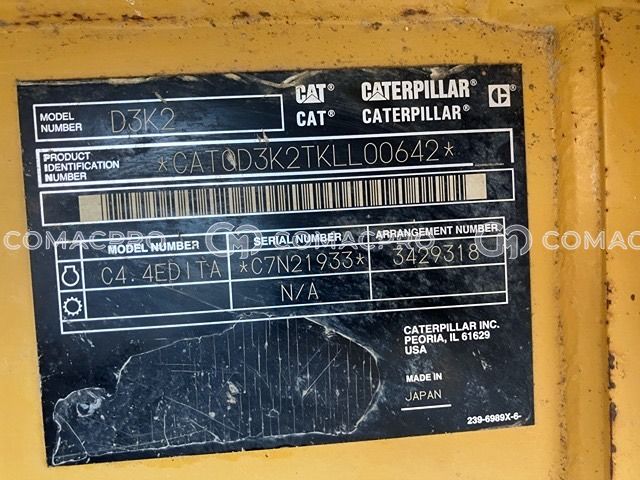 CAT® CATERPILLAR® C
CAT® CATERPILLAR®
MODEL NUMBER D3K2
PRODUCT IDENTIFICATION NUMBER *CAT0D3K2TKLL00642*
COMACPRO COMACPRO COMAC
MODEL NUMBER SERIAL NUMBER ARRANGEMENT NUMBER
C4.4EDITA *C7N21933* 3429318
N/A
CATERPILLAR INC.
PEORIA, IL 61629
USA
MADE IN
JAPAN
239-6989X-6-